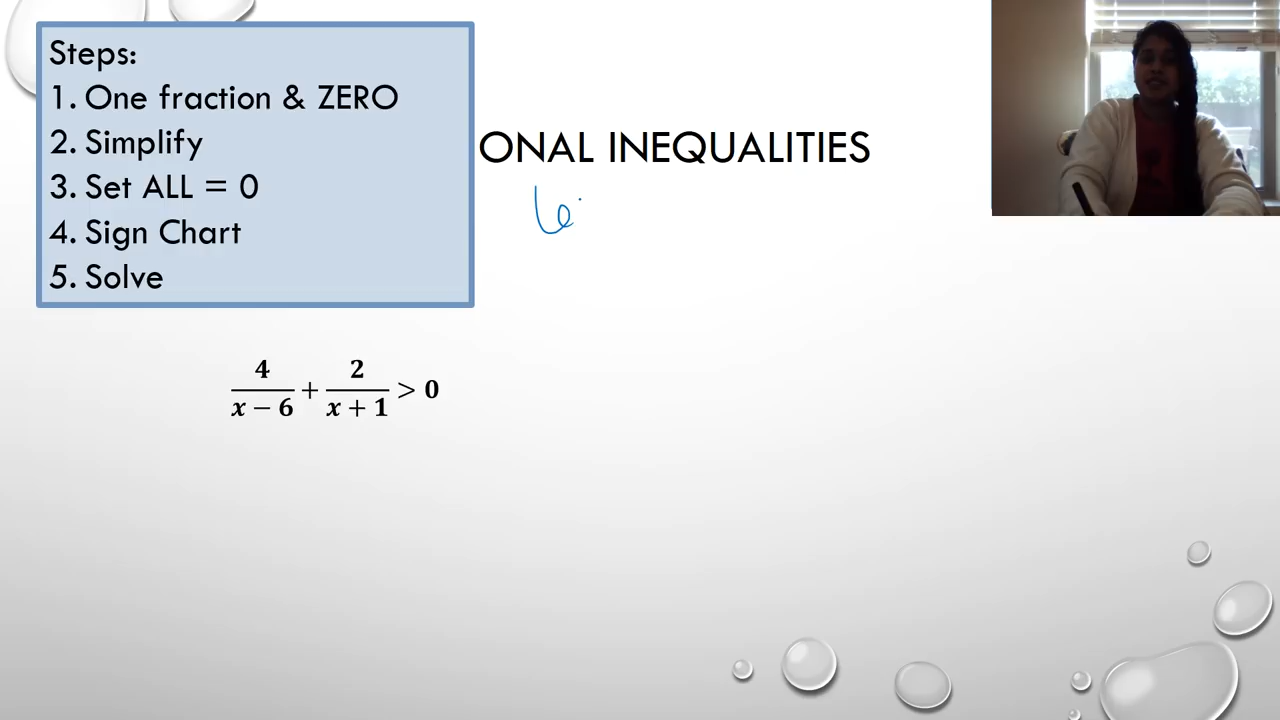 Steps:
1. One fraction & ZERO
2. Simplify
3. Set ALL = 0
4. Sign Chart
5. Solve
ONAL INEQUALITIES
4/(x − 6) + 2/(x + 1) > 0